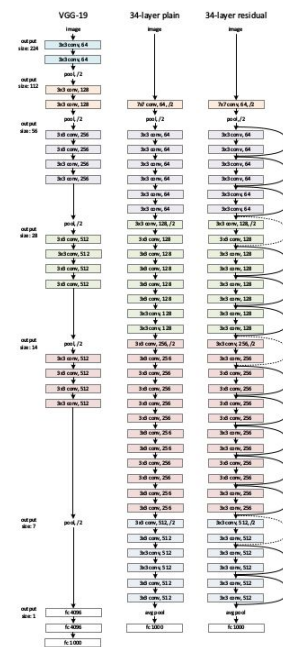 VGG-19
image
output size: 224
3x3 conv, 64
3x3 conv, 64
pool, /2
output size: 112
3x3 conv, 128
3x3 conv, 128
pool, /2
output size: 56
3x3 conv, 256
3x3 conv, 256
3x3 conv, 256
3x3 conv, 256
pool, /2
output size: 28
3x3 conv, 512
3x3 conv, 512
3x3 conv, 512
3x3 conv, 512
pool, /2
output size: 14
3x3 conv, 512
3x3 conv, 512
3x3 conv, 512
3x3 conv, 512
output size: 7
pool, /2
output size: 1
fc 4096
fc 4096
fc 1000
34-layer plain
image
7x7 conv, 64, /2
pool, /2
3x3 conv, 64
3x3 conv, 64
3x3 conv, 64
3x3 conv, 64
3x3 conv, 64
3x3 conv, 64
3x3 conv, 128, /2
3x3 conv, 128
3x3 conv, 128
3x3 conv, 128
3x3 conv, 128
3x3 conv, 128
3x3 conv, 128
3x3 conv, 128
3x3 conv, 256, /2
3x3 conv, 256
3x3 conv, 256
3x3 conv, 256
3x3 conv, 256
3x3 conv, 256
3x3 conv, 256
3x3 conv, 256
3x3 conv, 256
3x3 conv, 256
3x3 conv, 256
3x3 conv, 256
3x3 conv, 512, /2
3x3 conv, 512
3x3 conv, 512
3x3 conv, 512
3x3 conv, 512
3x3 conv, 512
avg pool
fc 1000
34-layer residual
image
7x7 conv, 64, /2
pool, /2
3x3 conv, 64
3x3 conv, 64
3x3 conv, 64
3x3 conv, 64
3x3 conv, 64
3x3 conv, 64
3x3 conv, 128, /2
3x3 conv, 128
3x3 conv, 128
3x3 conv, 128
3x3 conv, 128
3x3 conv, 128
3x3 conv, 128
3x3 conv, 128
3x3 conv, 256, /2
3x3 conv, 256
3x3 conv, 256
3x3 conv, 256
3x3 conv, 256
3x3 conv, 256
3x3 conv, 256
3x3 conv, 256
3x3 conv, 256
3x3 conv, 256
3x3 conv, 256
3x3 conv, 256
3x3 conv, 512, /2
3x3 conv, 512
3x3 conv, 512
3x3 conv, 512
3x3 conv, 512
3x3 conv, 512
avg pool
fc 1000